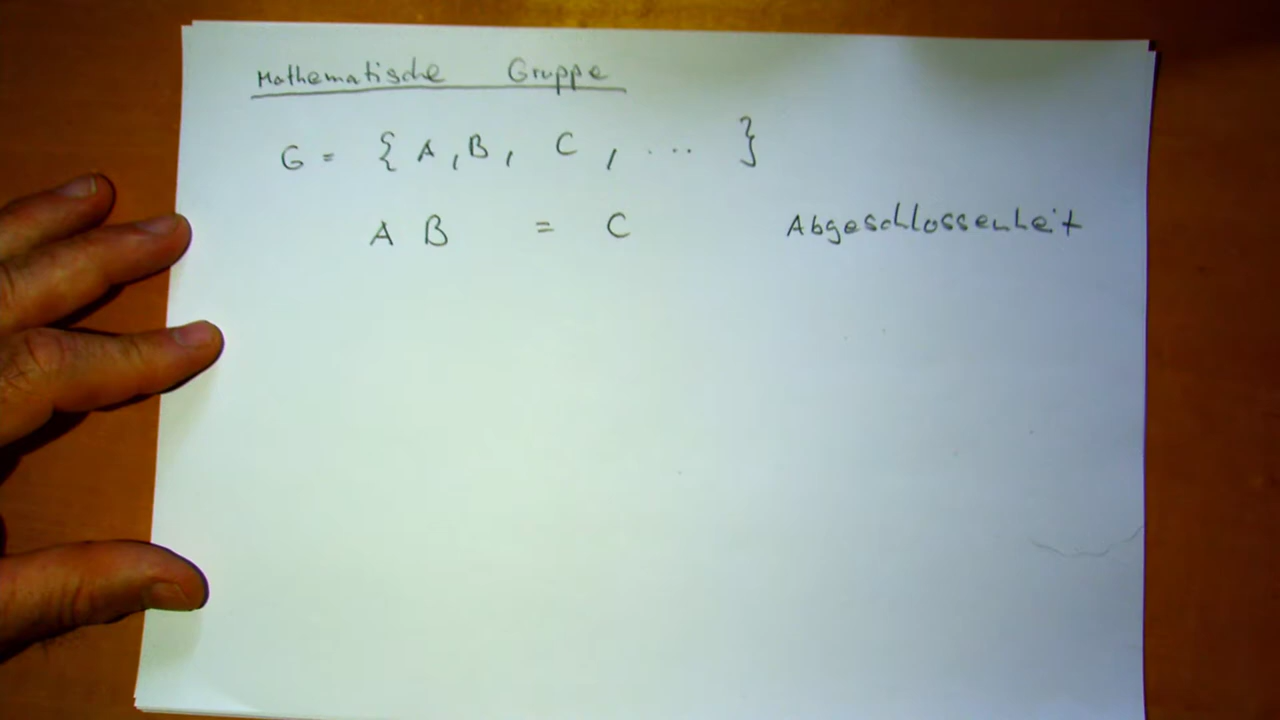 Mathematische Gruppe
G = { A, B, C, ... }
A B = C Abgeschlossenheit